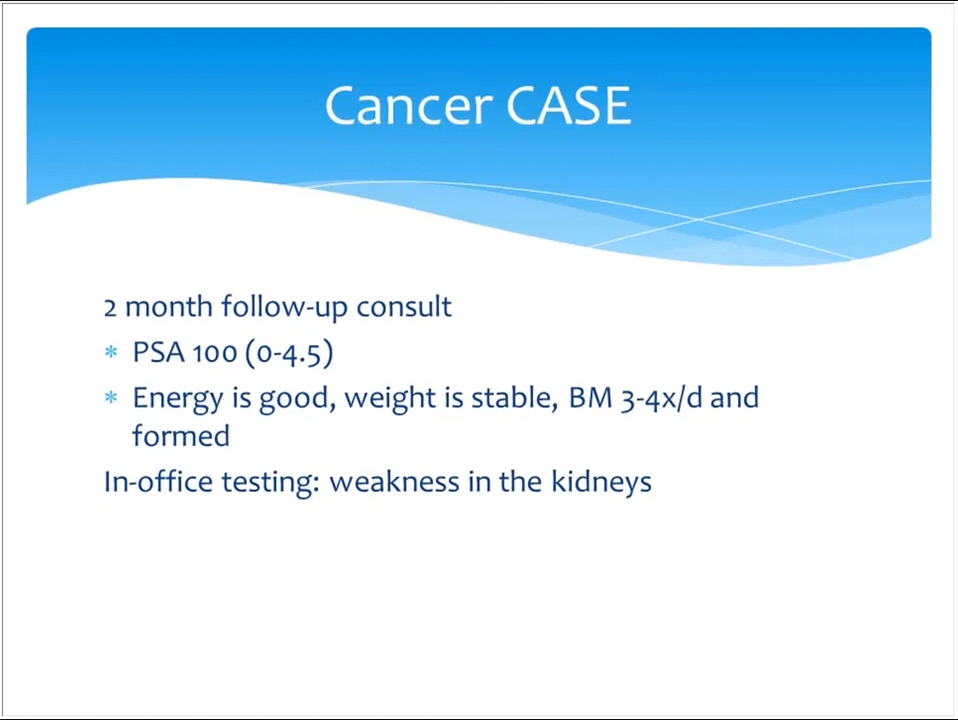 Cancer CASE
2 month follow-up consult
* PSA 100 (0-4.5)
* Energy is good, weight is stable, BM 3-4x/d and
formed
In-office testing: weakness in the kidneys